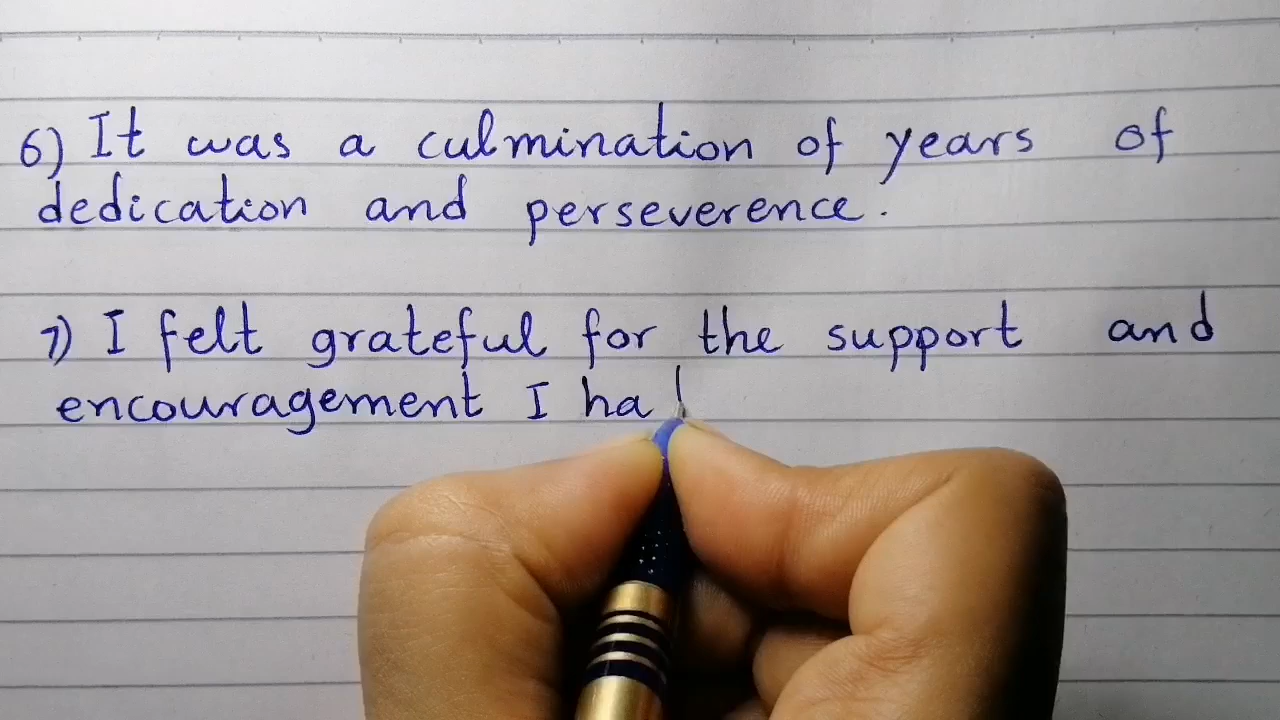 6) It was a culmination of years of
dedication and perseverence.
7) I felt grateful for the support and
encouragement I ha